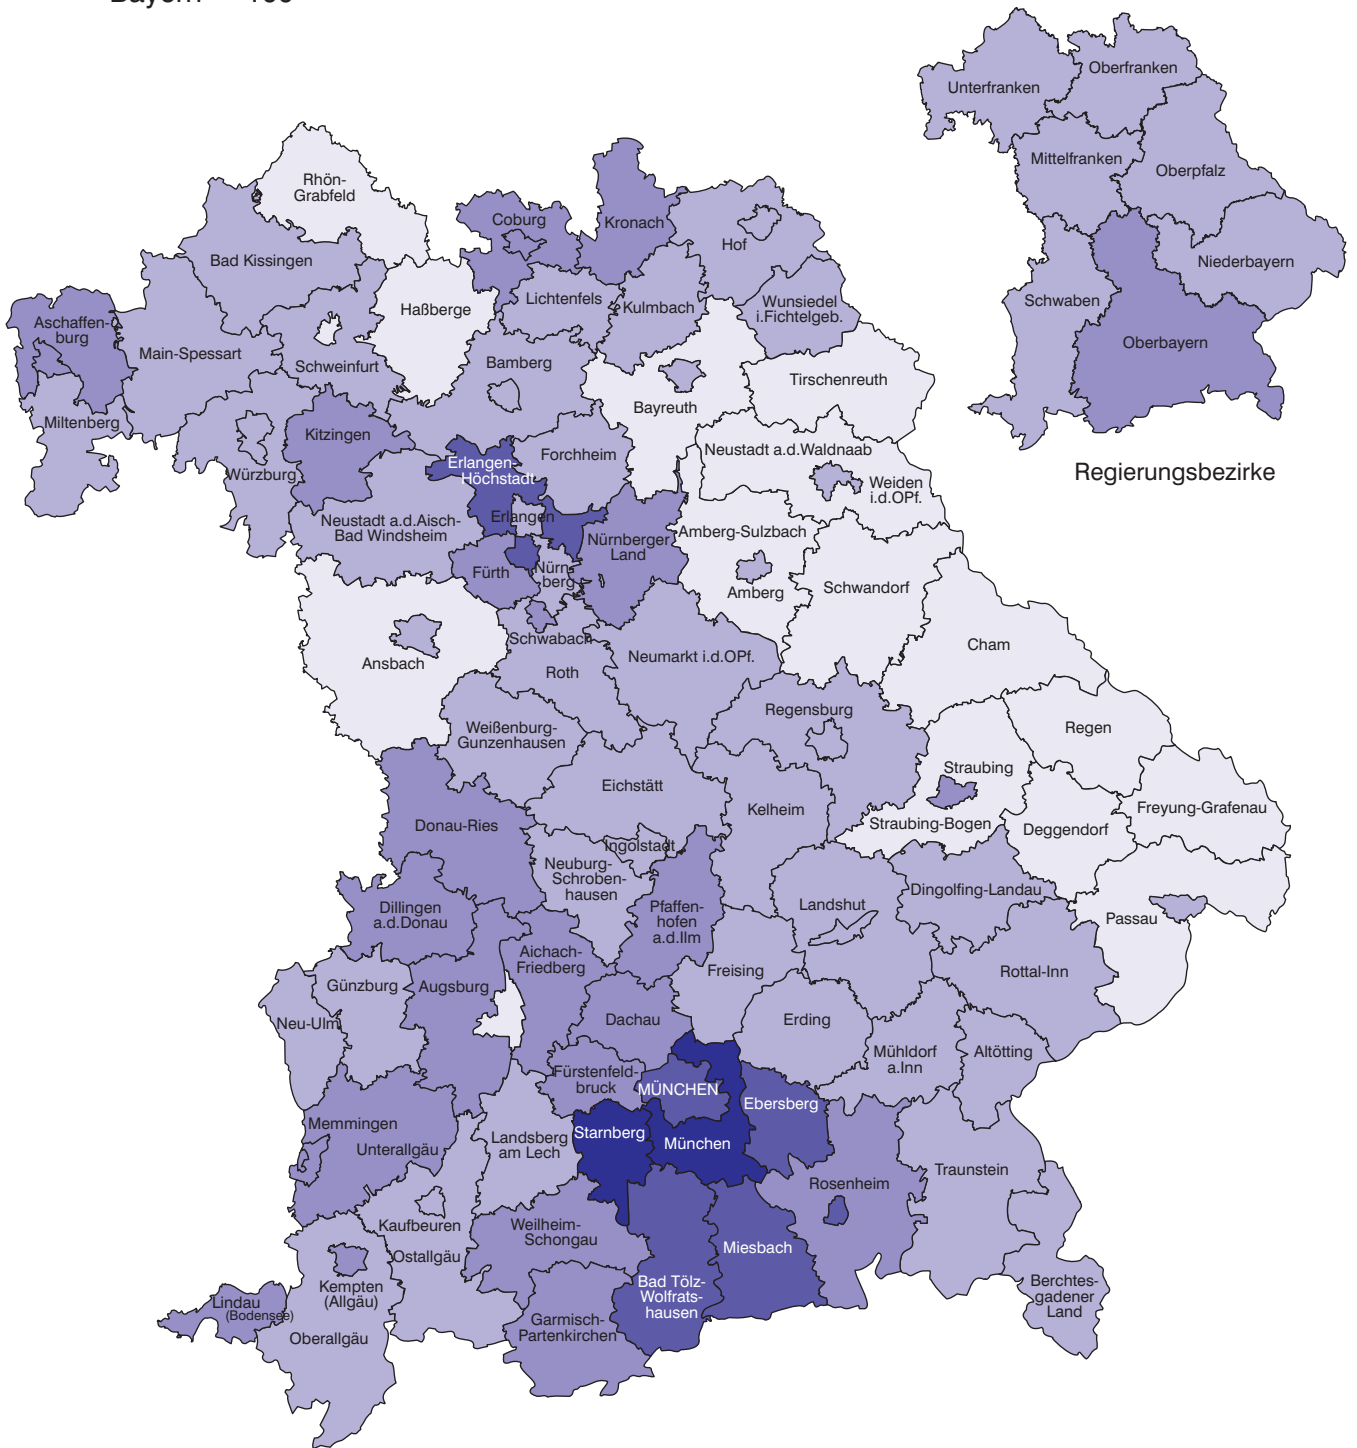 Unterfranken
Oberfranken
Mittelfranken
Oberpfalz
Niederbayern
Schwaben
Oberbayern
Regierungsbezirke
Rhön-
Grabfeld
Coburg
Kronach
Hof
Bad Kissingen
Lichtenfels
Kulmbach
Wunsiedel
i.Fichtelgeb.
Haßberge
Aschaffen-
burg
Main-Spessart
Schweinfurt
Bamberg
Tirschenreuth
Bayreuth
Miltenberg
Kitzingen
Würzburg
Erlangen-
Höchstadt
Forchheim
Neustadt a.d.Waldnaab
Weiden
i.d.OPf.
Neustadt a.d.Aisch-
Bad Windsheim
Erlangen
Nürnberger
Land
Amberg-Sulzbach
Fürth
Nürn-
berg
Amberg
Schwandorf
Schwabach
Ansbach
Roth
Neumarkt i.d.OPf.
Cham
Weißenburg-
Gunzenhausen
Regensburg
Regen
Eichstätt
Straubing
Kelheim
Straubing-Bogen
Deggendorf
Freyung-Grafenau
Donau-Ries
Ingolstadt
Neuburg-
Schroben-
hausen
Dillingen
a.d.Donau
Pfaffen-
hofen
a.d.Ilm
Landshut
Dingolfing-Landau
Passau
Aichach-
Friedberg
Günzburg
Augsburg
Freising
Rottal-Inn
Neu-Ulm
Dachau
Erding
Mühldorf
a.Inn
Altötting
Fürstenfeld-
bruck
MÜNCHEN
Ebersberg
Memmingen
Unterallgäu
Landsberg
am Lech
Starnberg
München
Traunstein
Rosenheim
Kaufbeuren
Ostallgäu
Weilheim-
Schongau
Miesbach
Kempten
(Allgäu)
Bad Tölz-
Wolfrats-
hausen
Berchtes-
gadener
Land
Lindau
(Bodensee)
Oberallgäu
Garmisch-
Partenkirchen